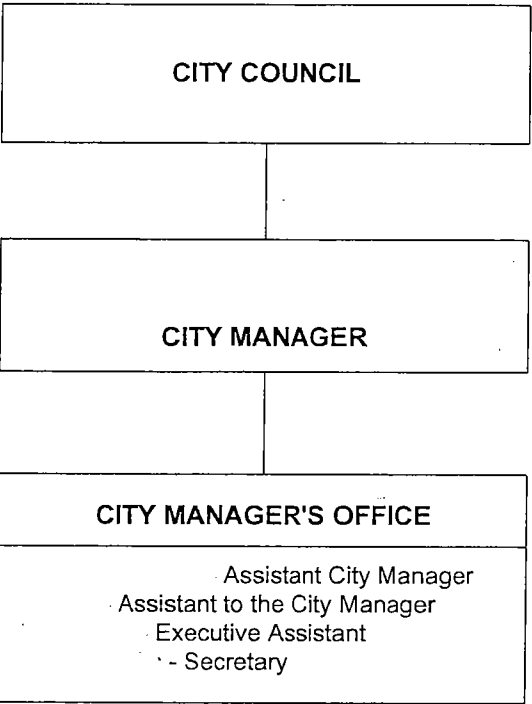 CITY COUNCIL
CITY MANAGER
CITY MANAGER'S OFFICE
Assistant City Manager
Assistant to the City Manager
Executive Assistant
- Secretary